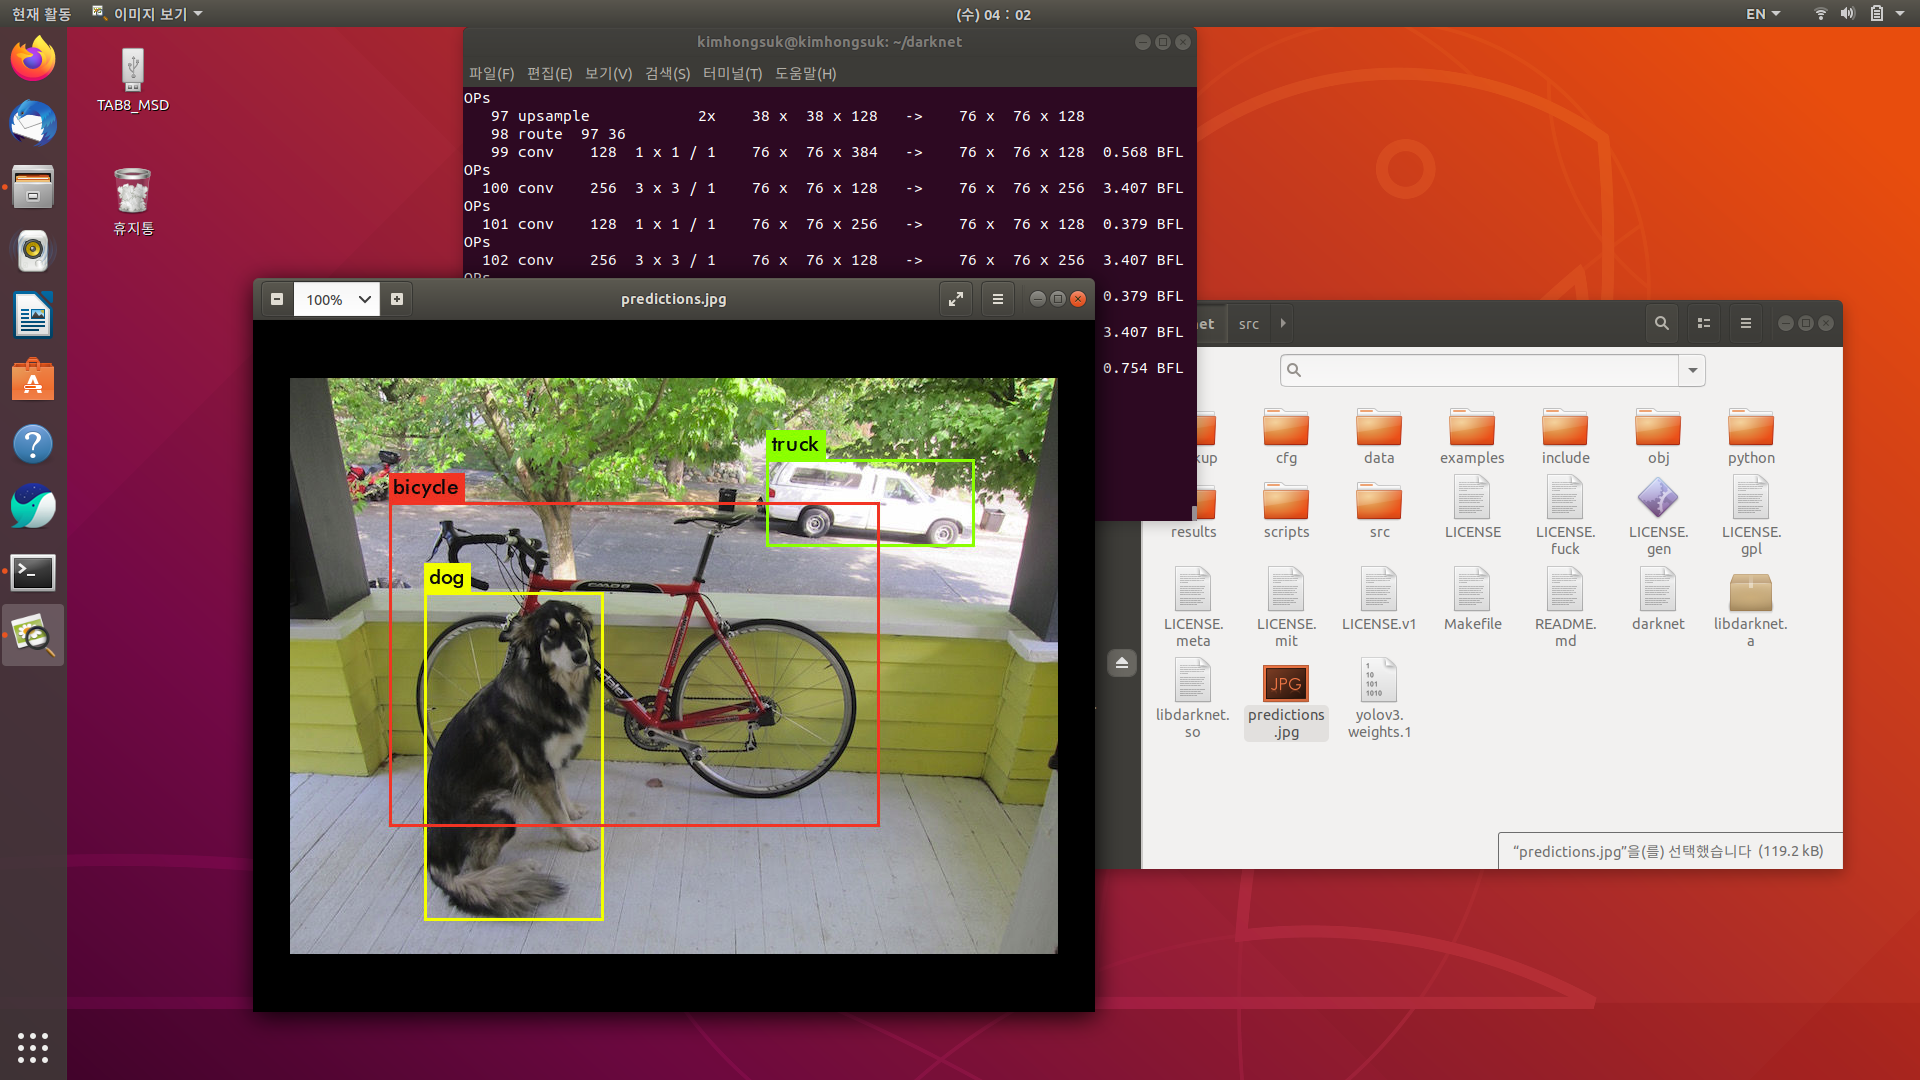 현재 활동
이미지 보기
(수) 04 : 02
EN
TAB8_MSD
휴지통
kimhongsuk@kimhongsuk: ~/darknet
파일(F) 편집(E) 보기(V) 검색(S) 터미널(T) 도움말(H)
OPs
97 upsample 2x 38 x 38 x 128 -> 76 x 76 x 128
98 route 97 36
99 conv 128 1 x 1 / 1 76 x 76 x 384 -> 76 x 76 x 128 0.568 BFL
OPs
100 conv 256 3 x 3 / 1 76 x 76 x 128 -> 76 x 76 x 256 3.407 BFL
OPs
101 conv 128 1 x 1 / 1 76 x 76 x 256 -> 76 x 76 x 128 0.379 BFL
OPs
102 conv 256 3 x 3 / 1 76 x 76 x 128 -> 76 x 76 x 256 3.407 BFL
OPs
0.379 BFL
3.407 BFL
0.754 BFL
100%
predictions.jpg
truck
bicycle
dog
et
src
kup
cfg
data
examples
include
obj
python
results
scripts
src
LICENSE
LICENSE.
fuck
LICENSE.
gen
LICENSE.
gpl
LICENSE.
meta
LICENSE.
mit
LICENSE.v1
Makefile
README.
md
darknet
libdarknet.
a
libdarknet.
so
JPG
predictions
.jpg
1
10
101
1010
yolov3.
weights.1
“predictions.jpg”을(를) 선택했습니다 (119.2 kB)